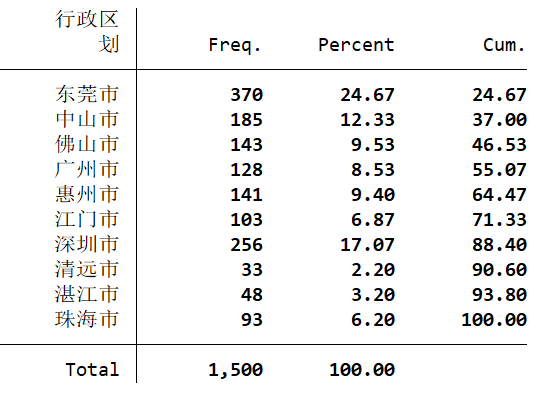 行政区
划 Freq. Percent Cum.
东莞市 370 24.67 24.67
中山市 185 12.33 37.00
佛山市 143 9.53 46.53
广州市 128 8.53 55.07
惠州市 141 9.40 64.47
江门市 103 6.87 71.33
深圳市 256 17.07 88.40
清远市 33 2.20 90.60
湛江市 48 3.20 93.80
珠海市 93 6.20 100.00
Total 1,500 100.00